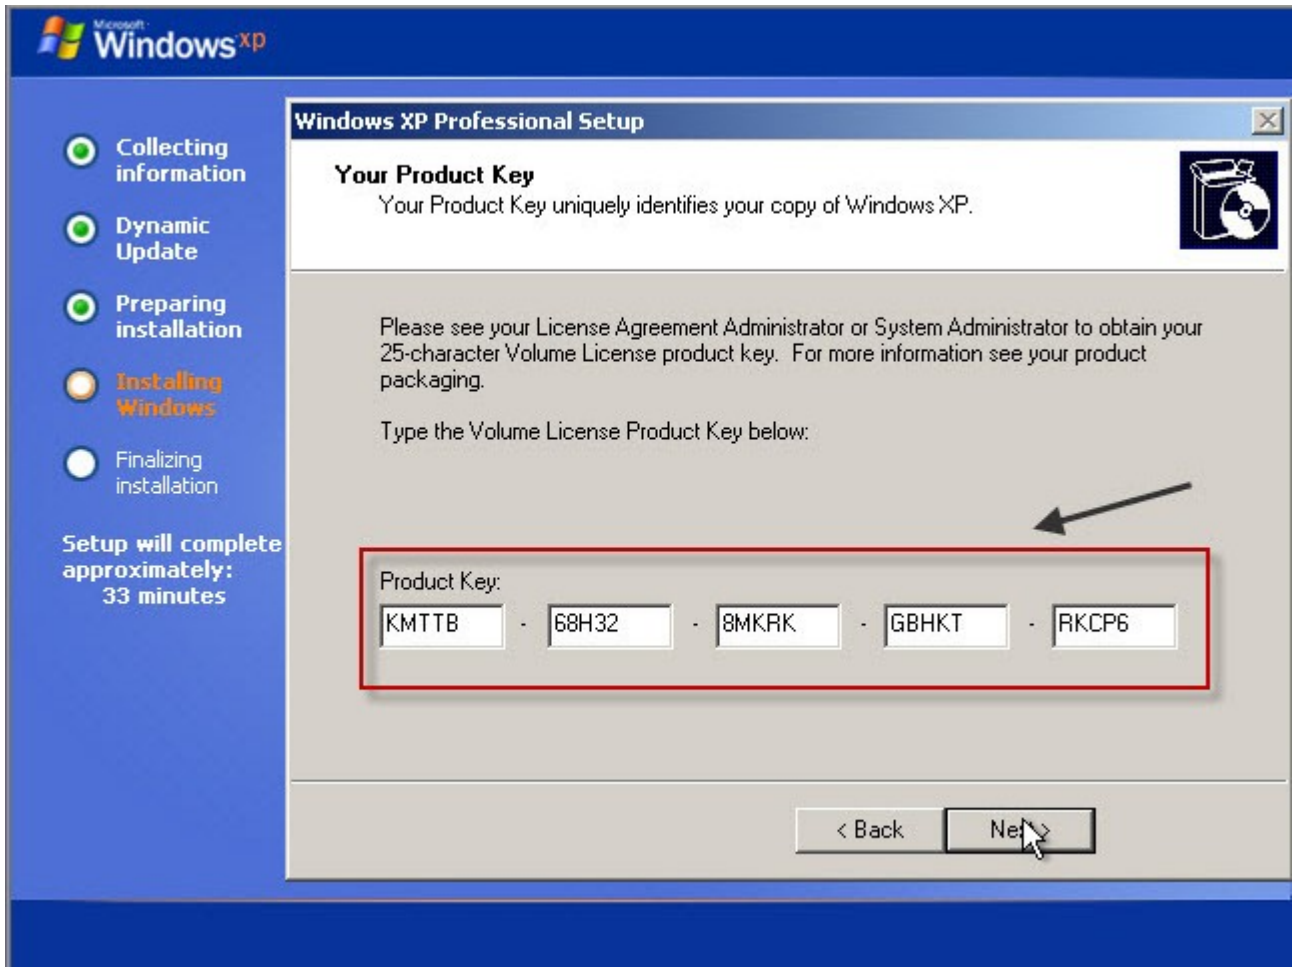 Microsoft
Windows xp
Windows XP Professional Setup
Collecting
information
Dynamic
Update
Preparing
installation
Installing
Windows
Finalizing
installation
Setup will complete
approximately:
33 minutes
Your Product Key
Your Product Key uniquely identifies your copy of Windows XP.
Please see your License Agreement Administrator or System Administrator to obtain your
25-character Volume License product key. For more information see your product
packaging.
Type the Volume License Product Key below:
Product Key:
KMTTB - 68H32 - 8MKRK - GBHKT - RKCP6
< Back Next >